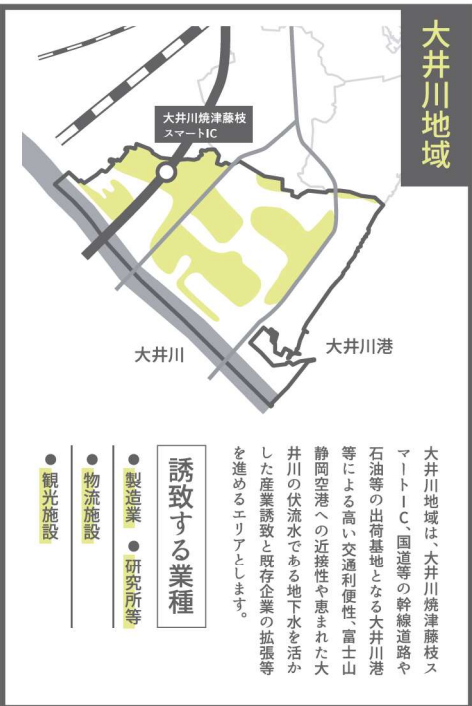 大井川地域
大井川焼津藤枝
スマートIC
大井川
大井川港
大井川地域は、大井川焼津藤枝ス
マートIC、国道等の幹線道路や
石油等の出荷基地となる大井川港
等による高い交通利便性、富士山
静岡空港への近接性や恵まれた大
井川の伏流水である地下水を活か
した産業誘致と既存企業の拡張等
を進めるエリアとします。
誘致する業種
● 製造業 ● 研究所等
● 物流施設
● 観光施設